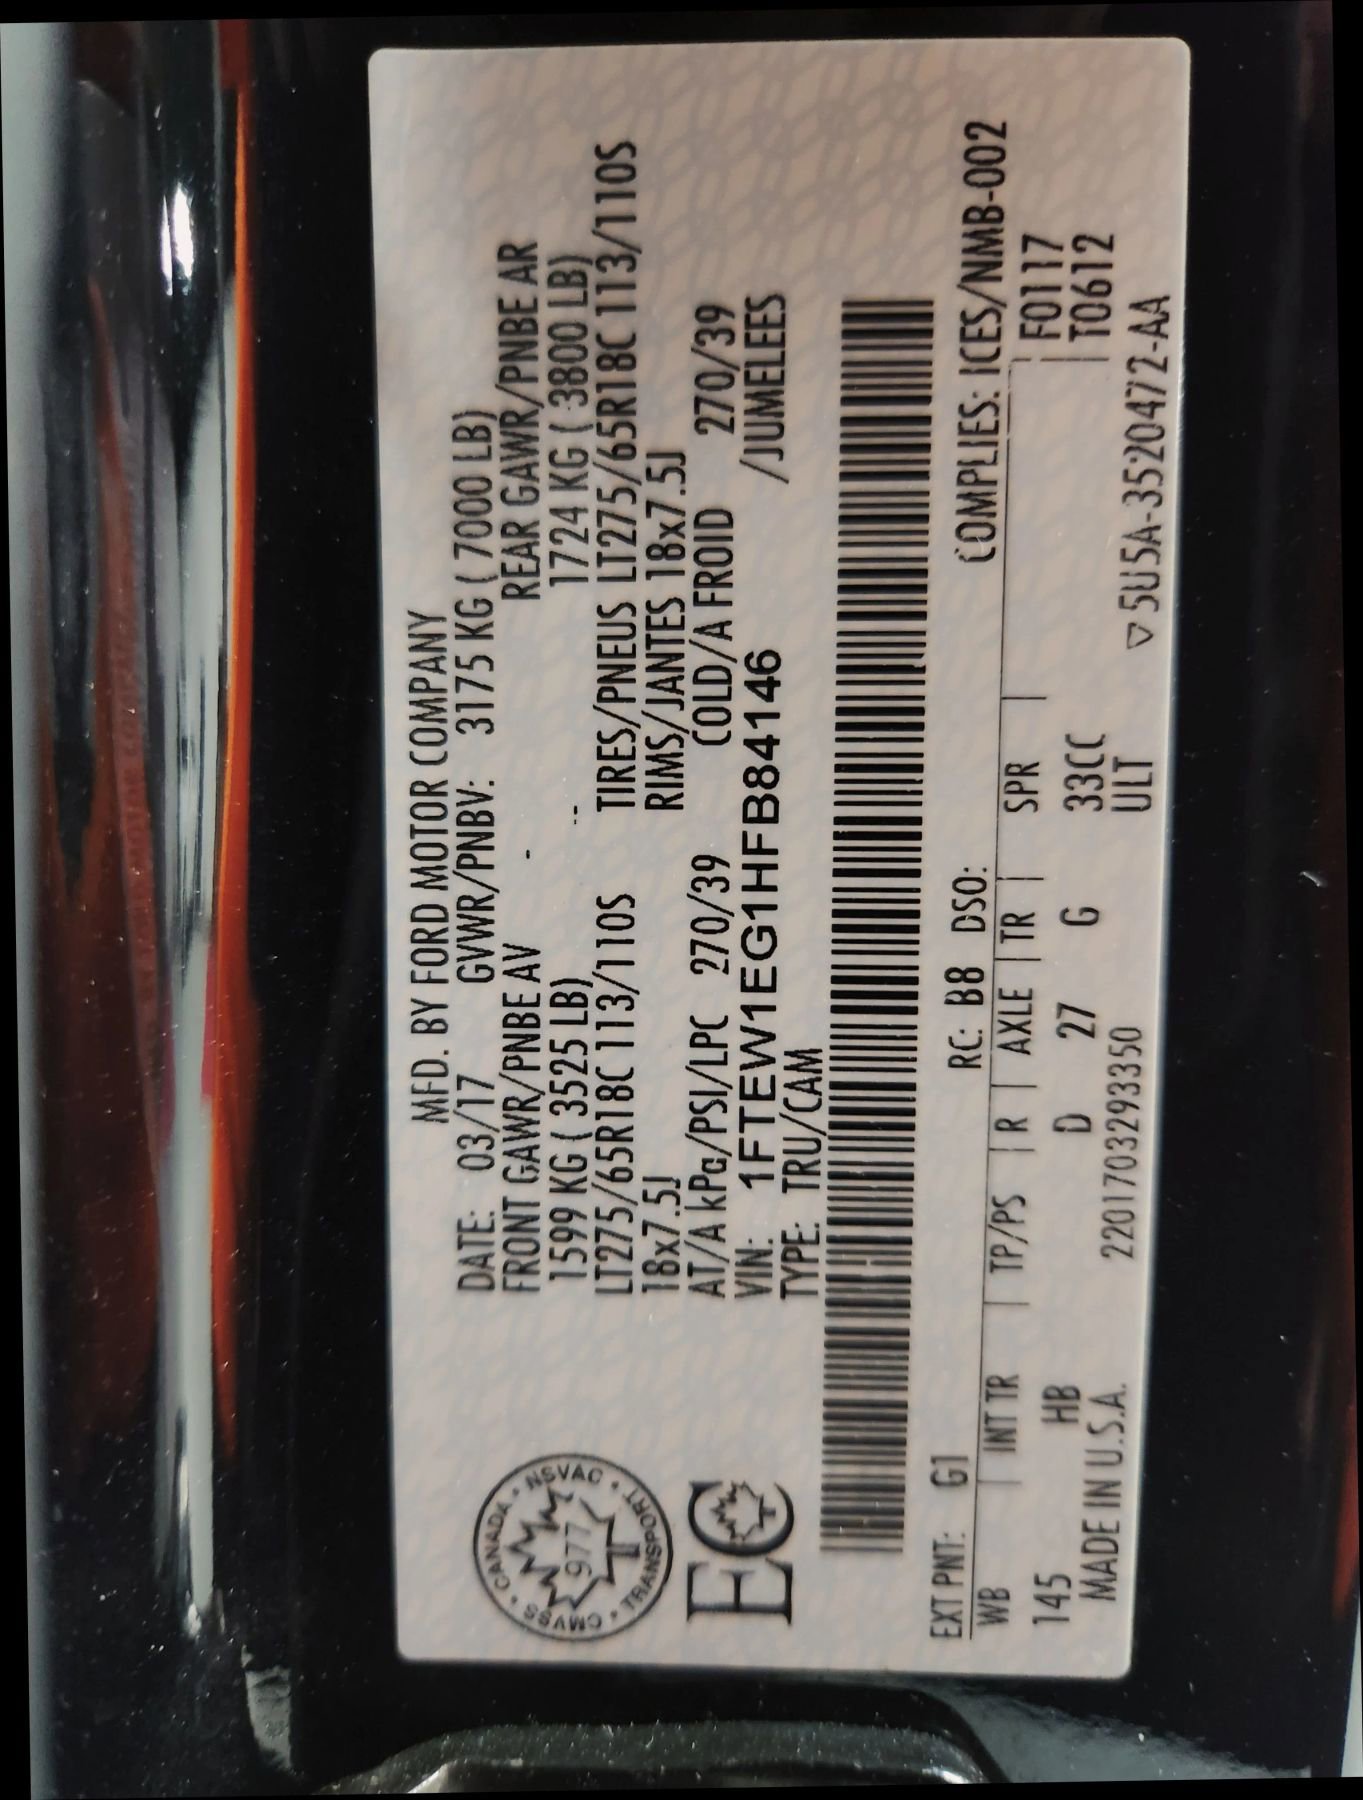 MFD. BY FORD MOTOR COMPANY
DATE: 03/17 GVWR/PNBV: 3175 KG ( 7000 LB)
FRONT GAWR/PNBE AV - REAR GAWR/PNBE AR
1599 KG ( 3525 LB) -- 1724 KG ( 3800 LB)
LT275/65R18C 113/110S TIRES/PNEUS LT275/65R18C 113/110S
18x7.5J RIMS/JANTES 18x7.5J
AT/A kPa/PSI/LPC 270/39 COLD/A FROID 270/39
VIN: 1FTEW1EG1HFB84146 /JUMELEES
TYPE: TRU/CAM
CANADA • NSVAC • TRANSPORT • CMVSS •
977
T
EC
EXT PNT: G1 RC: B8 DSO: COMPLIES: ICES/NMB-002
WB | INT TR | TP/PS | R | AXLE | TR | SPR | | F0117
145 HB D 27 G 33CC | T0612
MADE IN U.S.A. 2201703293350 ULT ▽ 5U5A-3520472-AA